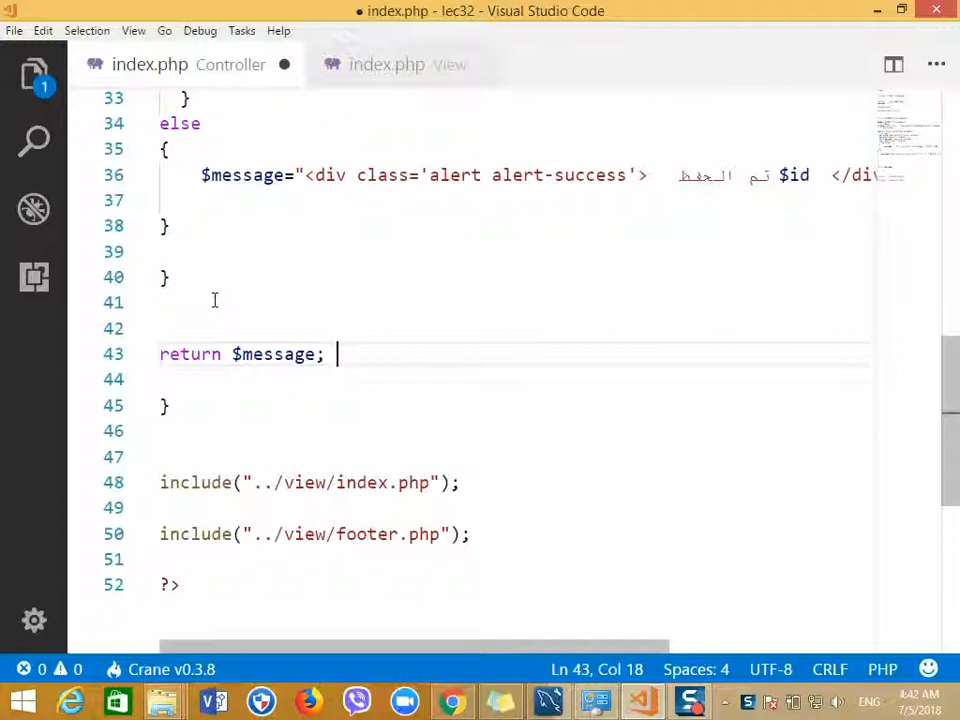 ● index.php - lec32 - Visual Studio Code
File Edit Selection View Go Debug Tasks Help
1
index.php Controller ●
index.php View
33 }
34 else
35 {
36 $message="<div class='alert alert-success'> تم الحفظ $id </div
37
38 }
39
40 }
41
42
43 return $message;
44
45 }
46
47
48 include("../view/index.php");
49
50 include("../view/footer.php");
51
52 ?>
0 0 Crane v0.3.8 Ln 43, Col 18 Spaces: 4 UTF-8 CRLF PHP
ENG
4:42 AM
7/5/2018